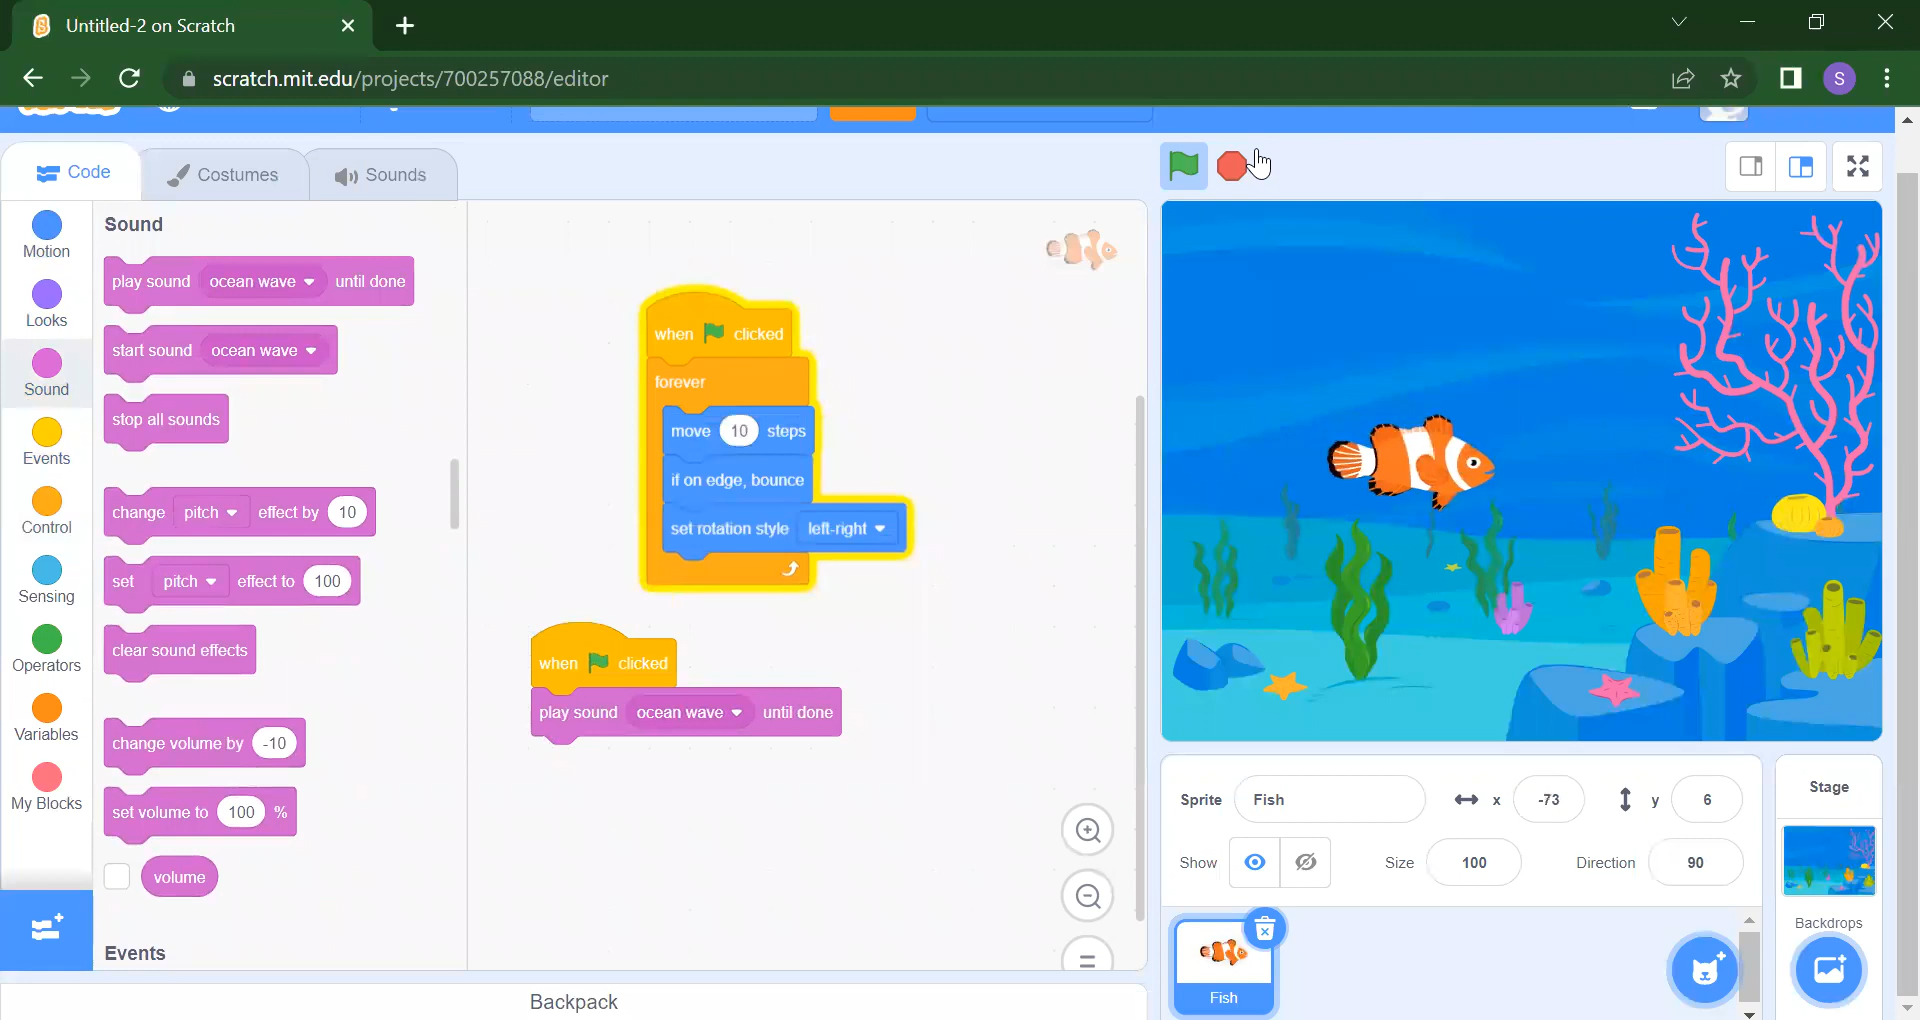 Untitled-2 on Scratch
scratch.mit.edu/projects/700257088/editor
S
Code
Costumes
Sounds
Motion
Looks
Sound
Events
Control
Sensing
Operators
Variables
My Blocks
Sound
play sound ocean wave until done
start sound ocean wave
stop all sounds
change pitch effect by 10
set pitch effect to 100
clear sound effects
change volume by -10
set volume to 100 %
volume
Events
when clicked
forever
move 10 steps
if on edge, bounce
set rotation style left-right
when clicked
play sound ocean wave until done
Backpack
Sprite Fish x -73 y 6
Show Size 100 Direction 90
Fish
Stage
Backdrops